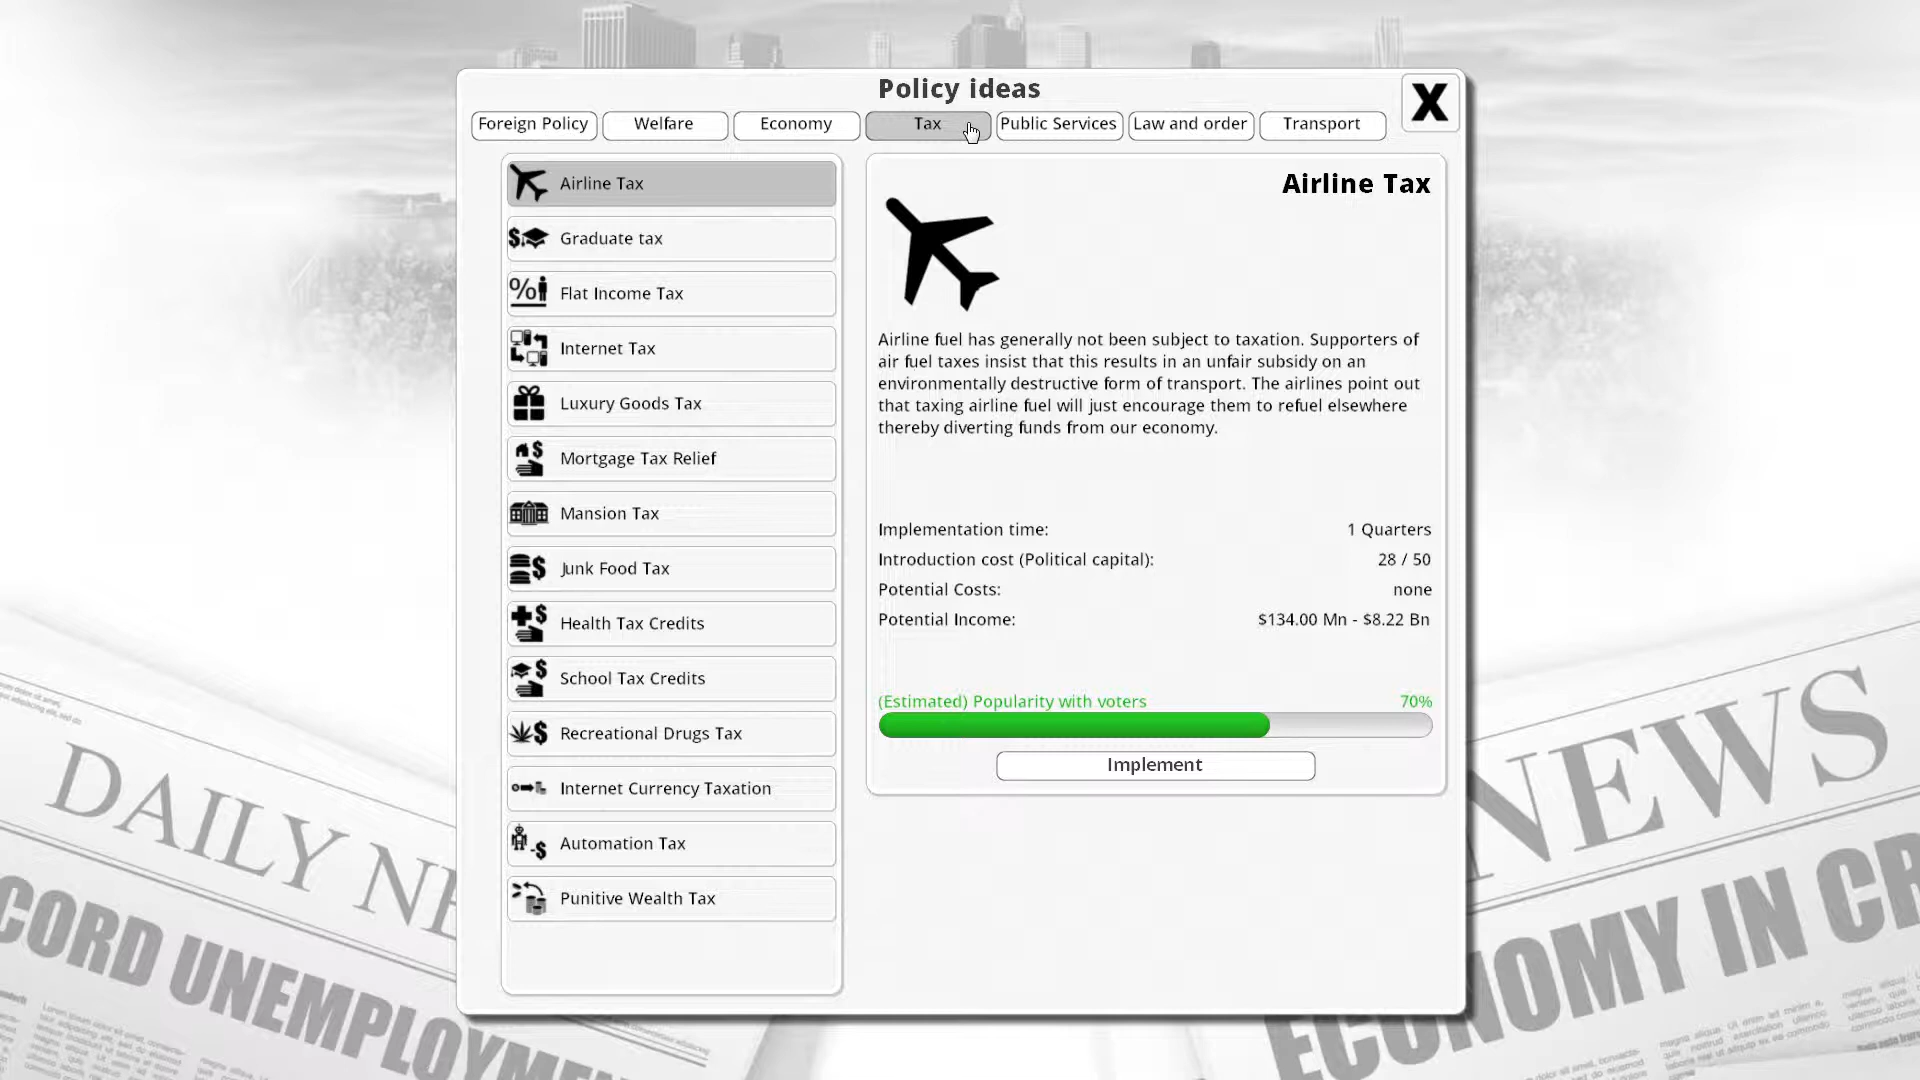 Policy ideas
Foreign Policy
Welfare
Economy
Tax
Public Services
Law and order
Transport
X
Airline Tax
Graduate tax
Flat Income Tax
Internet Tax
Luxury Goods Tax
Mortgage Tax Relief
Mansion Tax
Junk Food Tax
Health Tax Credits
School Tax Credits
Recreational Drugs Tax
Internet Currency Taxation
Automation Tax
Punitive Wealth Tax
Airline Tax
Airline fuel has generally not been subject to taxation. Supporters of
air fuel taxes insist that this results in an unfair subsidy on an
environmentally destructive form of transport. The airlines point out
that taxing airline fuel will just encourage them to refuel elsewhere
thereby diverting funds from our economy.
Implementation time: 1 Quarters
Introduction cost (Political capital): 28 / 50
Potential Costs: none
Potential Income: $134.00 Mn - $8.22 Bn
(Estimated) Popularity with voters 70%
Implement
DAILY NE
CORD UNEMPLOYME
NEWS
ECONOMY IN CR